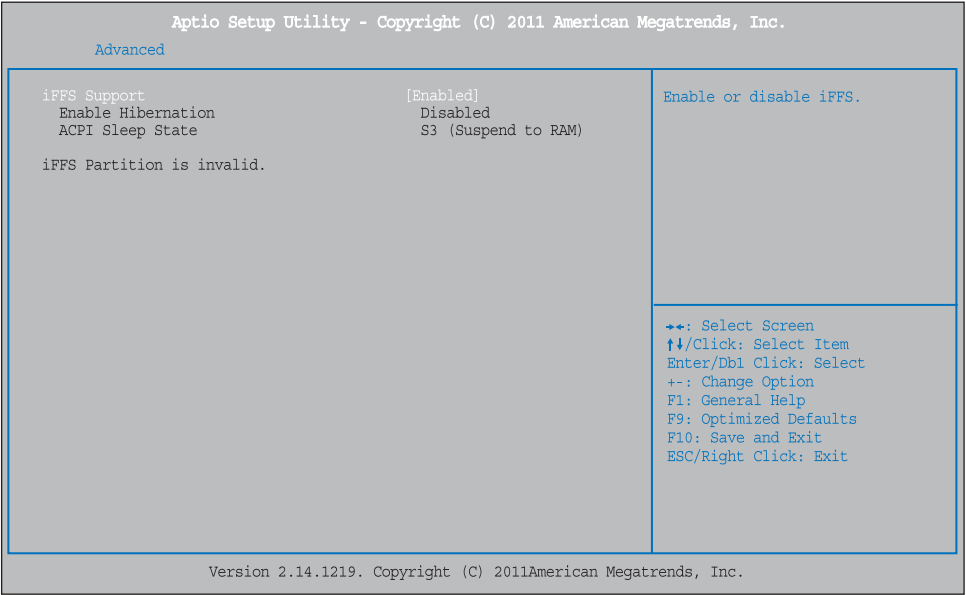 Aptio Setup Utility - Copyright (C) 2011 American Megatrends, Inc.
Advanced
iFFS Support [Enabled]
Enable Hibernation Disabled
ACPI Sleep State S3 (Suspend to RAM)
iFFS Partition is invalid.
Enable or disable iFFS.
→←: Select Screen
↑↓/Click: Select Item
Enter/Dbl Click: Select
+-: Change Option
F1: General Help
F9: Optimized Defaults
F10: Save and Exit
ESC/Right Click: Exit
Version 2.14.1219. Copyright (C) 2011American Megatrends, Inc.